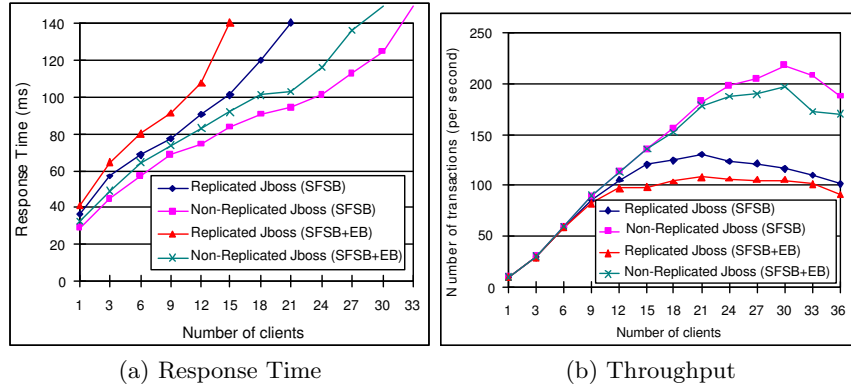 Response Time (ms)
140
120
100
80
60
40
20
0
Replicated Jboss (SFSB)
Non-Replicated Jboss (SFSB)
Replicated Jboss (SFSB+EB)
Non-Replicated Jboss (SFSB+EB)
1 3 6 9 12 15 18 21 24 27 30 33
Number of clients
(a) Response Time
Number of transactions (per second)
250
200
150
100
50
0
Replicated Jboss (SFSB)
Non-Replicated Jboss (SFSB)
Replicated Jboss (SFSB+EB)
Non-Replicated Jboss (SFSB+EB)
1 3 6 9 12 15 18 21 24 27 30 33 36
Number of clients
(b) Throughput